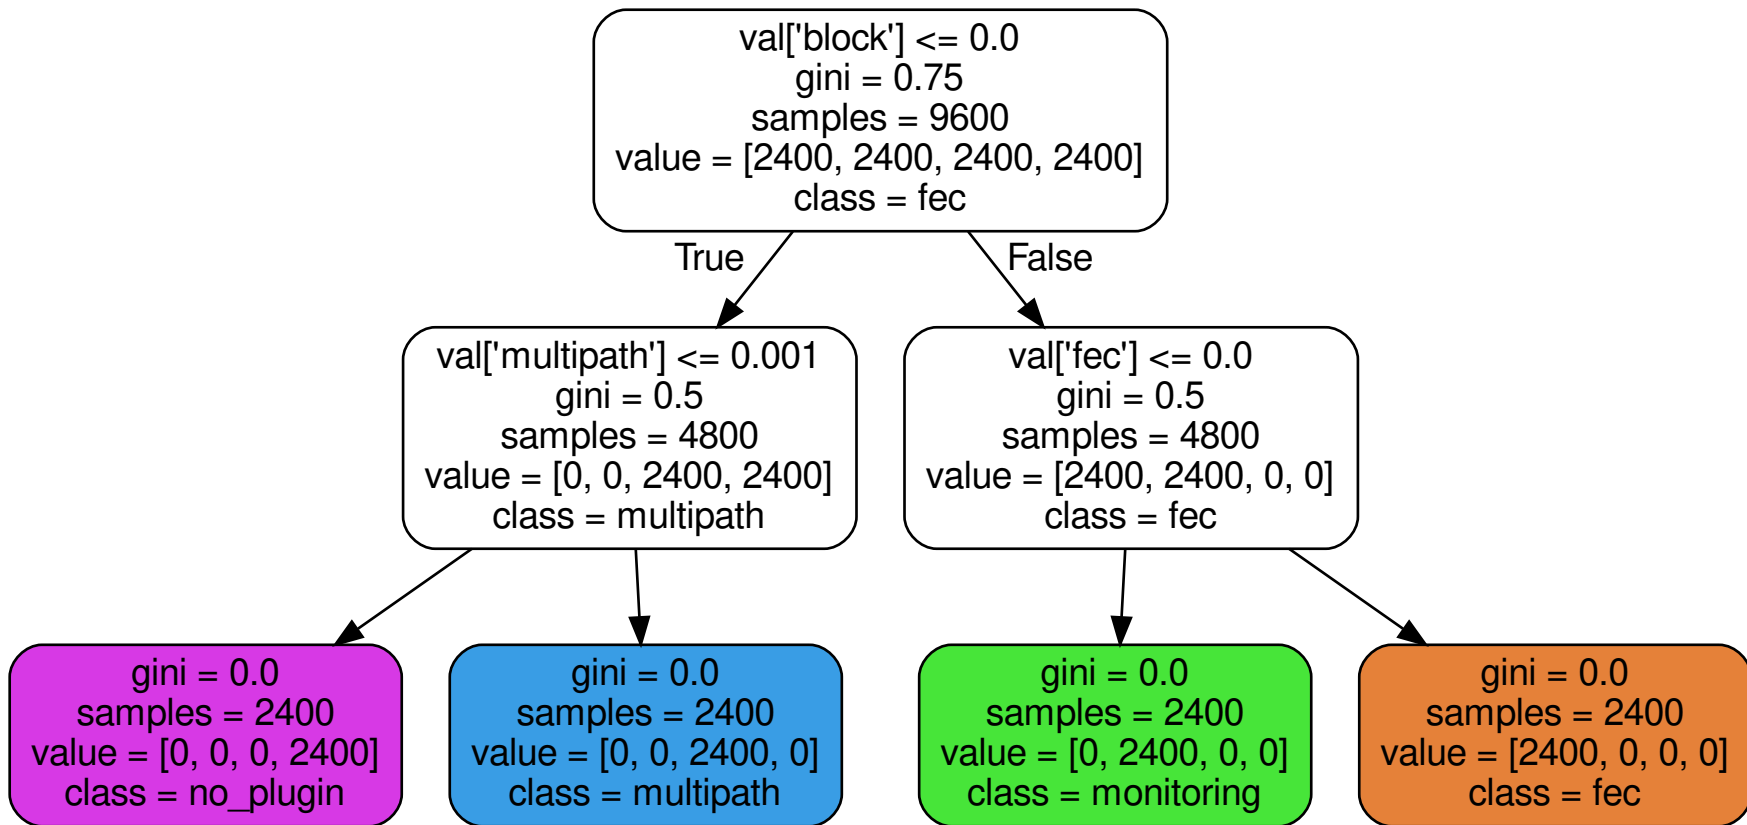 val['block'] <= 0.0
gini = 0.75
samples = 9600
value = [2400, 2400, 2400, 2400]
class = fec
True
False
val['multipath'] <= 0.001
gini = 0.5
samples = 4800
value = [0, 0, 2400, 2400]
class = multipath
val['fec'] <= 0.0
gini = 0.5
samples = 4800
value = [2400, 2400, 0, 0]
class = fec
gini = 0.0
samples = 2400
value = [0, 0, 0, 2400]
class = no_plugin
gini = 0.0
samples = 2400
value = [0, 0, 2400, 0]
class = multipath
gini = 0.0
samples = 2400
value = [0, 2400, 0, 0]
class = monitoring
gini = 0.0
samples = 2400
value = [2400, 0, 0, 0]
class = fec